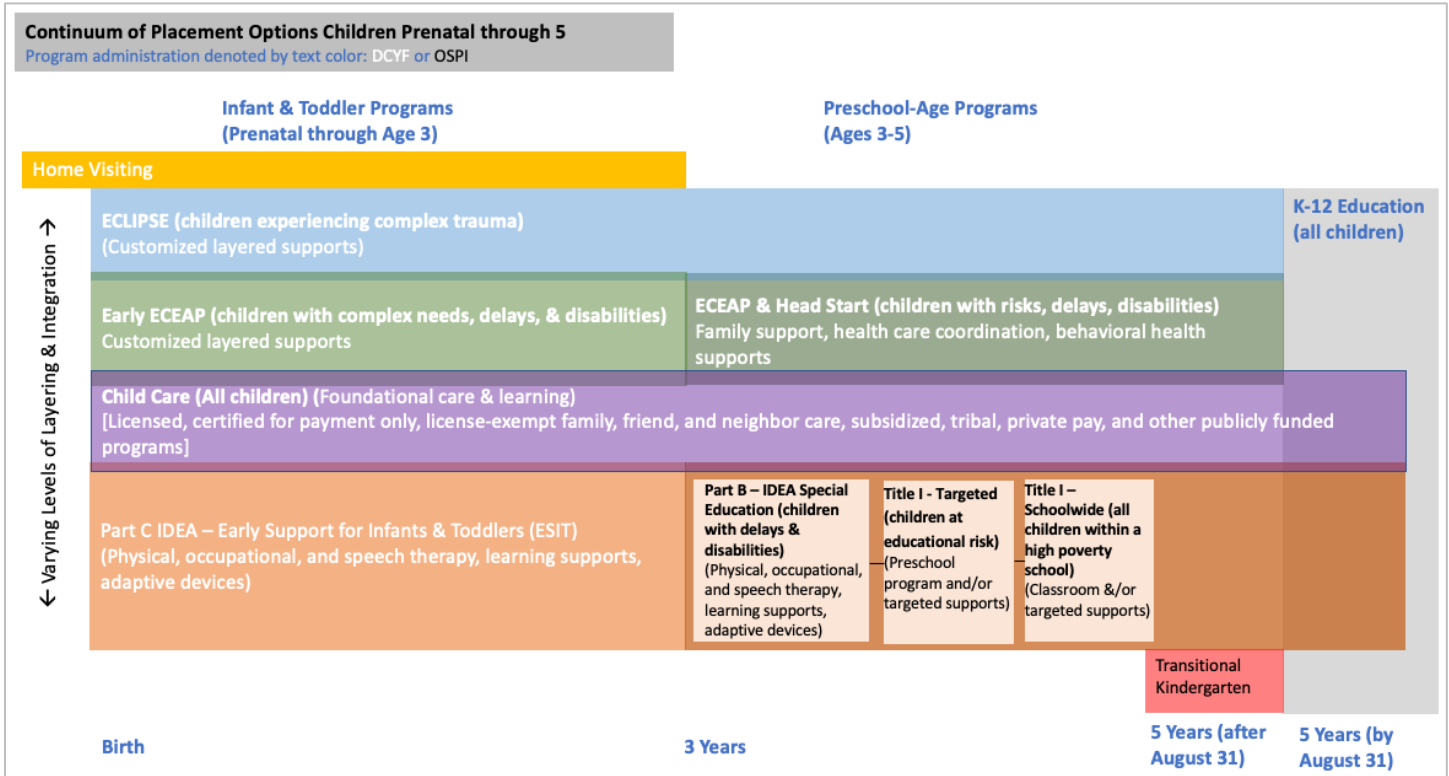 Continuum of Placement Options Children Prenatal through 5
Program administration denoted by text color: DCYF or OSPI
Infant & Toddler Programs
(Prenatal through Age 3)
Preschool-Age Programs
(Ages 3-5)
Home Visiting
← Varying Levels of Layering & Integration →
ECLIPSE (children experiencing complex trauma)
(Customized layered supports)
K-12 Education
(all children)
Early ECEAP (children with complex needs, delays, & disabilities)
Customized layered supports
ECEAP & Head Start (children with risks, delays, disabilities)
Family support, health care coordination, behavioral health
supports
Child Care (All children) (Foundational care & learning)
[Licensed, certified for payment only, license-exempt family, friend, and neighbor care, subsidized, tribal, private pay, and other publicly funded
programs]
Part C IDEA – Early Support for Infants & Toddlers (ESIT)
(Physical, occupational, and speech therapy, learning supports,
adaptive devices)
Part B – IDEA Special
Education (children
with delays &
disabilities)
(Physical, occupational,
and speech therapy,
learning supports,
adaptive devices)
Title I - Targeted
(children at
educational risk)
(Preschool
program and/or
targeted supports)
Title I –
Schoolwide (all
children within a
high poverty
school)
(Classroom &/or
targeted supports)
Transitional
Kindergarten
Birth
3 Years
5 Years (after
August 31)
5 Years (by
August 31)